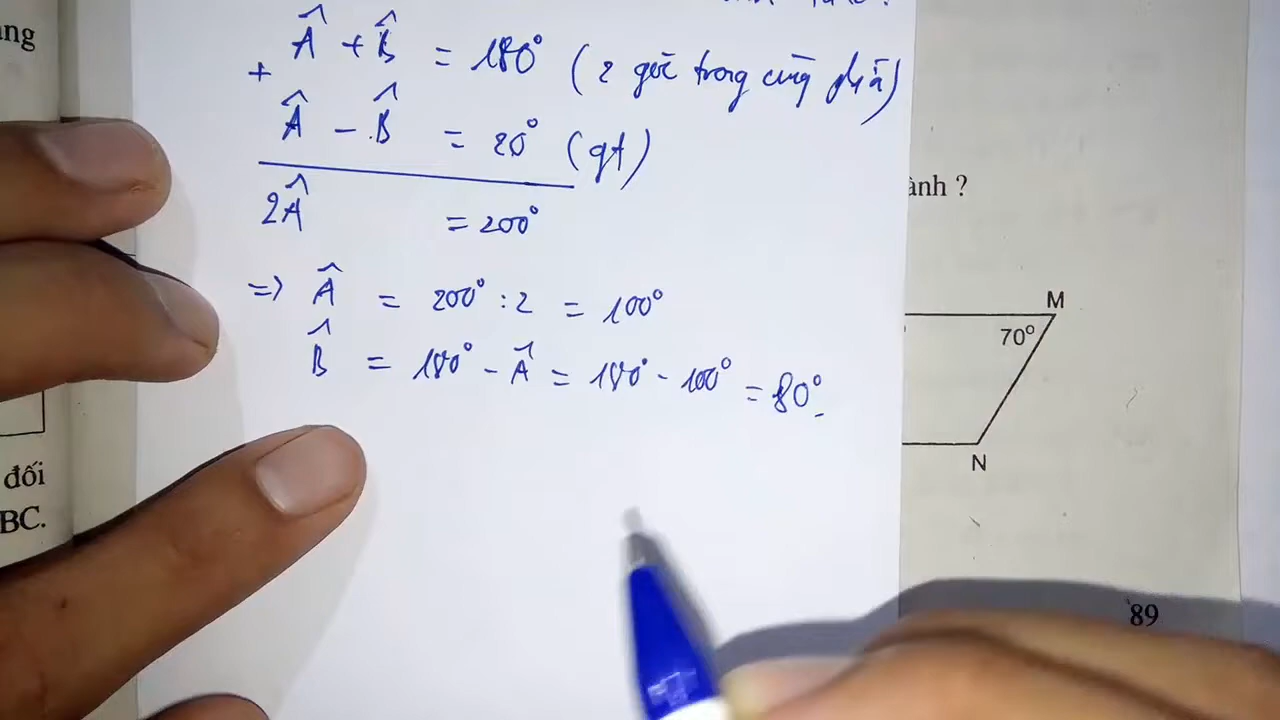 ng
Â + B̂ = 180° (2 góc trong cùng phía)
+
Â - B̂ = 20° (gt)
2Â = 200°
=> Â = 200° : 2 = 100°
B̂ = 180° - Â = 180° - 100° = 80°
ành ?
M
70°
N
đối
BC.
89